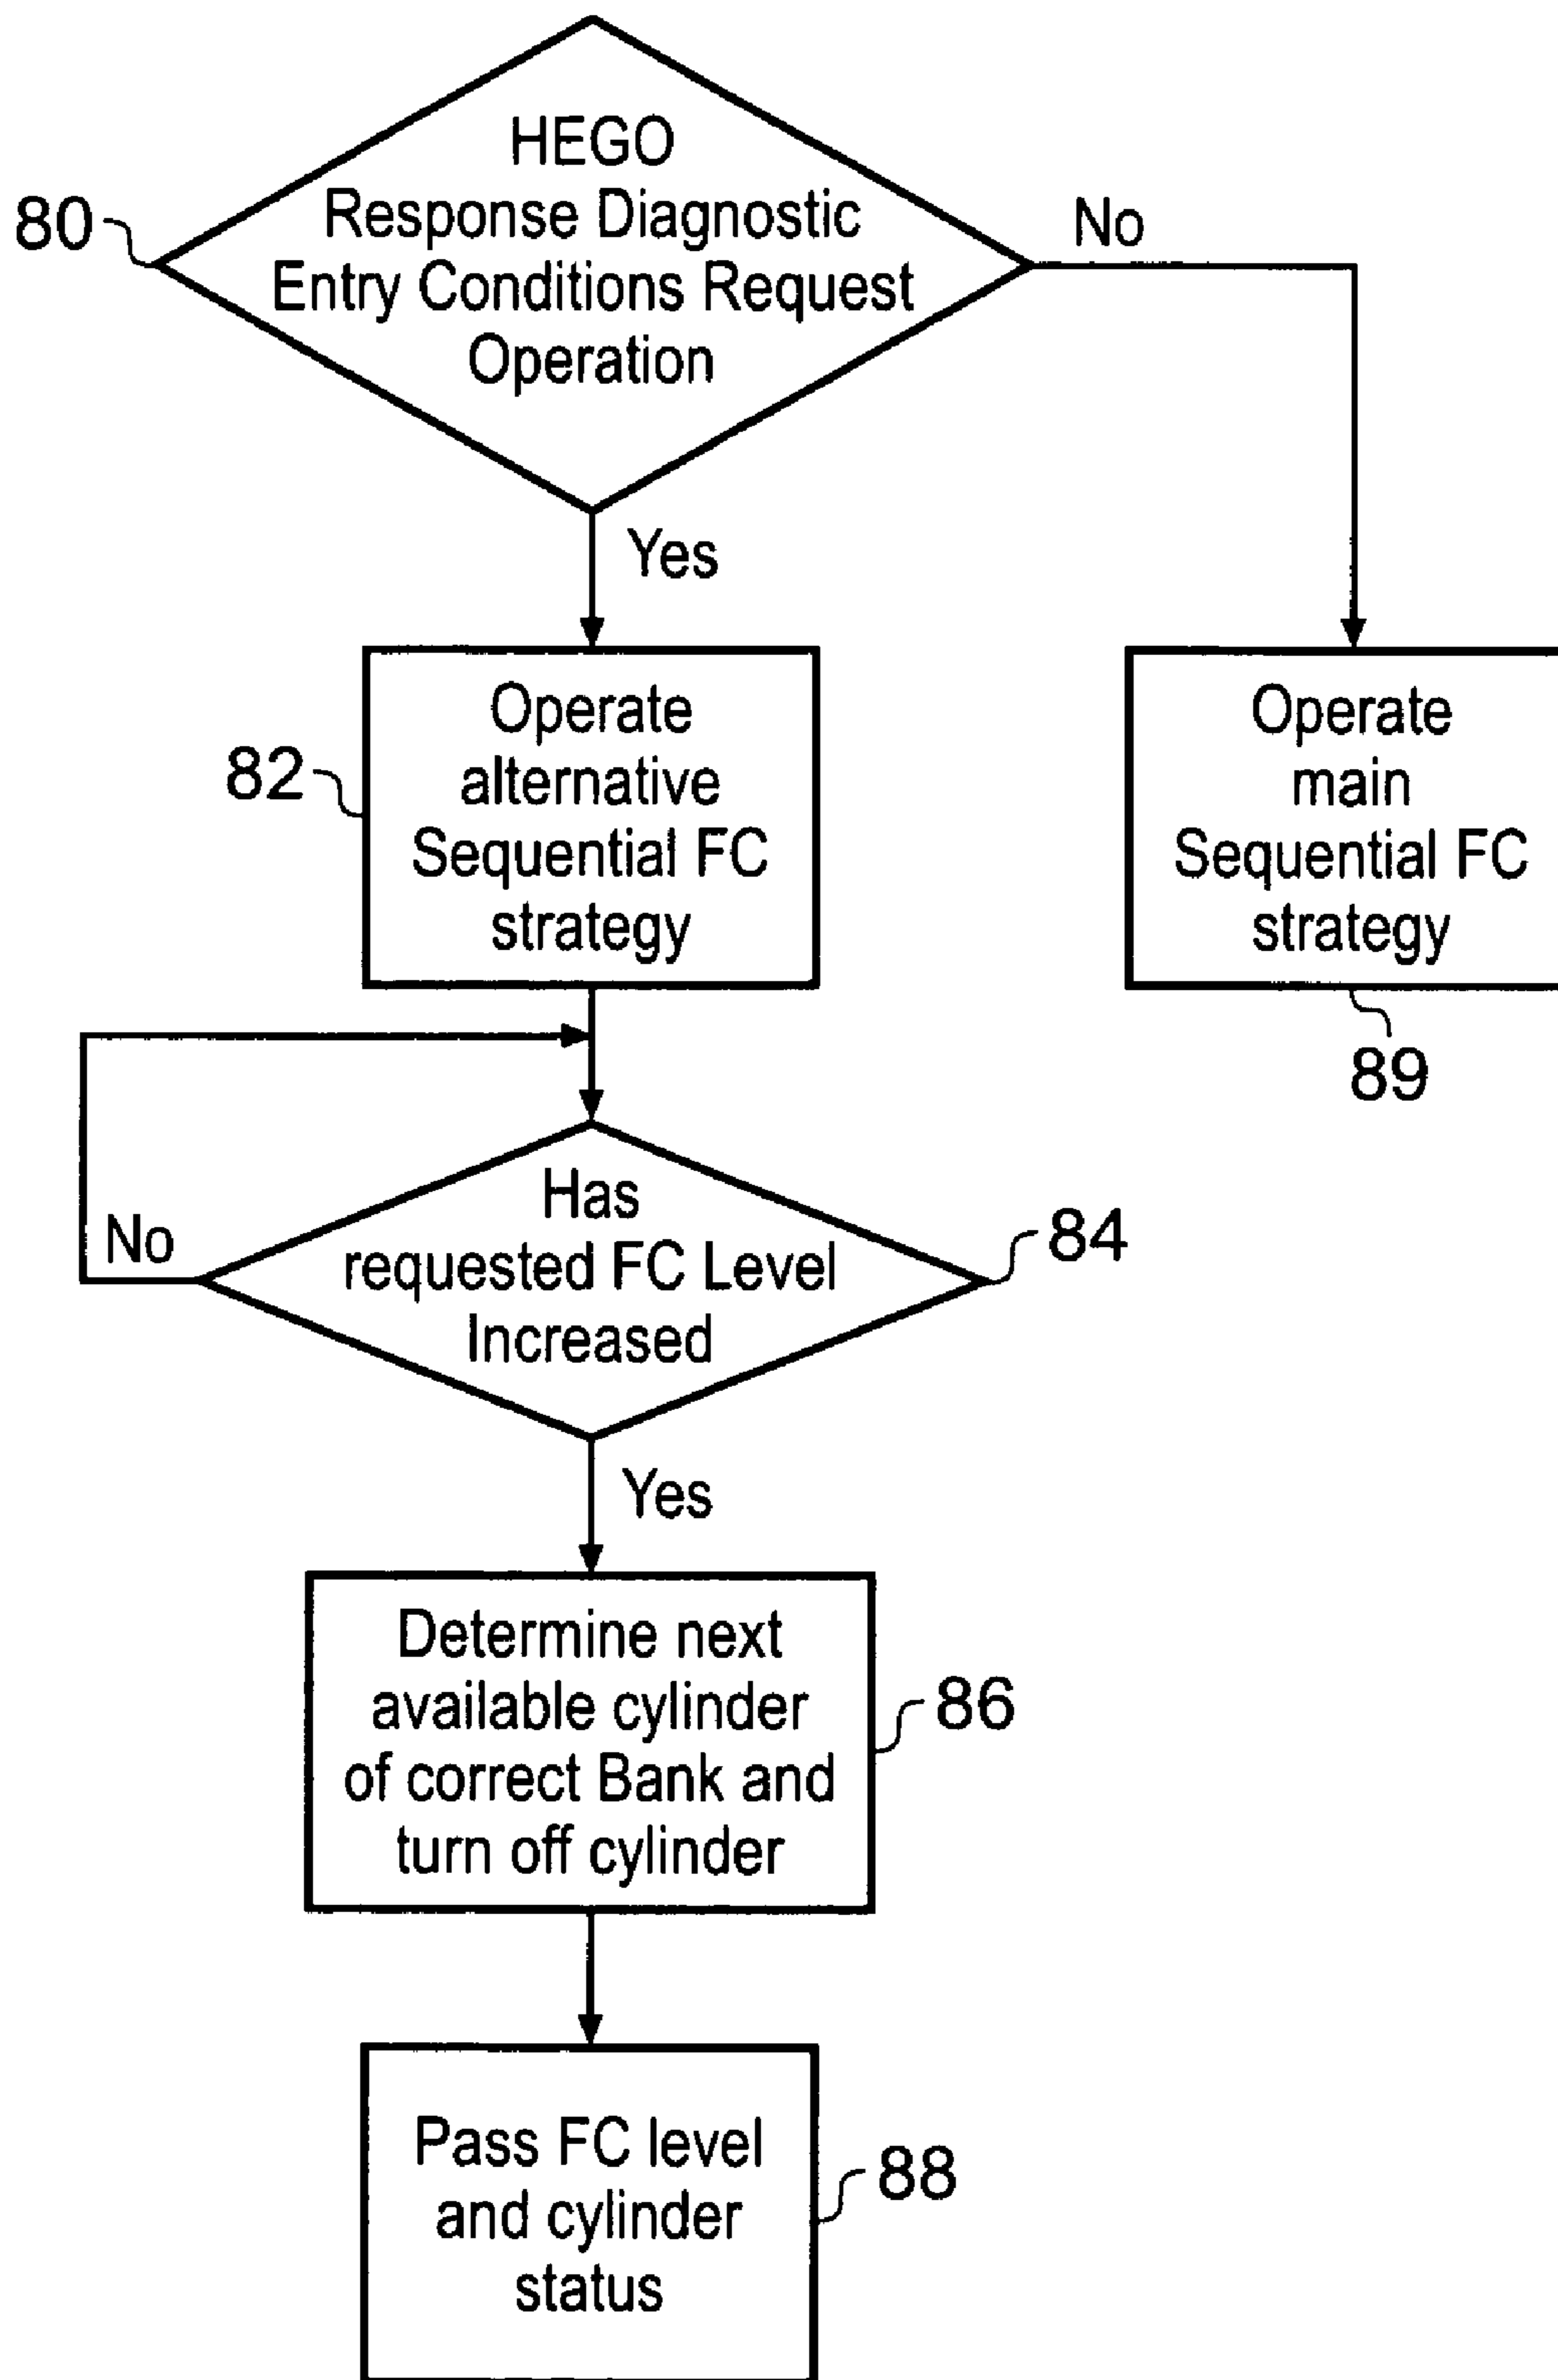 HEGO
Response Diagnostic
Entry Conditions Request
Operation
80
No
Yes
Operate
alternative
Sequential FC
strategy
82
Operate
main
Sequential FC
strategy
89
Has
requested FC Level
Increased
No
84
Yes
Determine next
available cylinder
of correct Bank and
turn off cylinder
86
Pass FC level
and cylinder
status
88